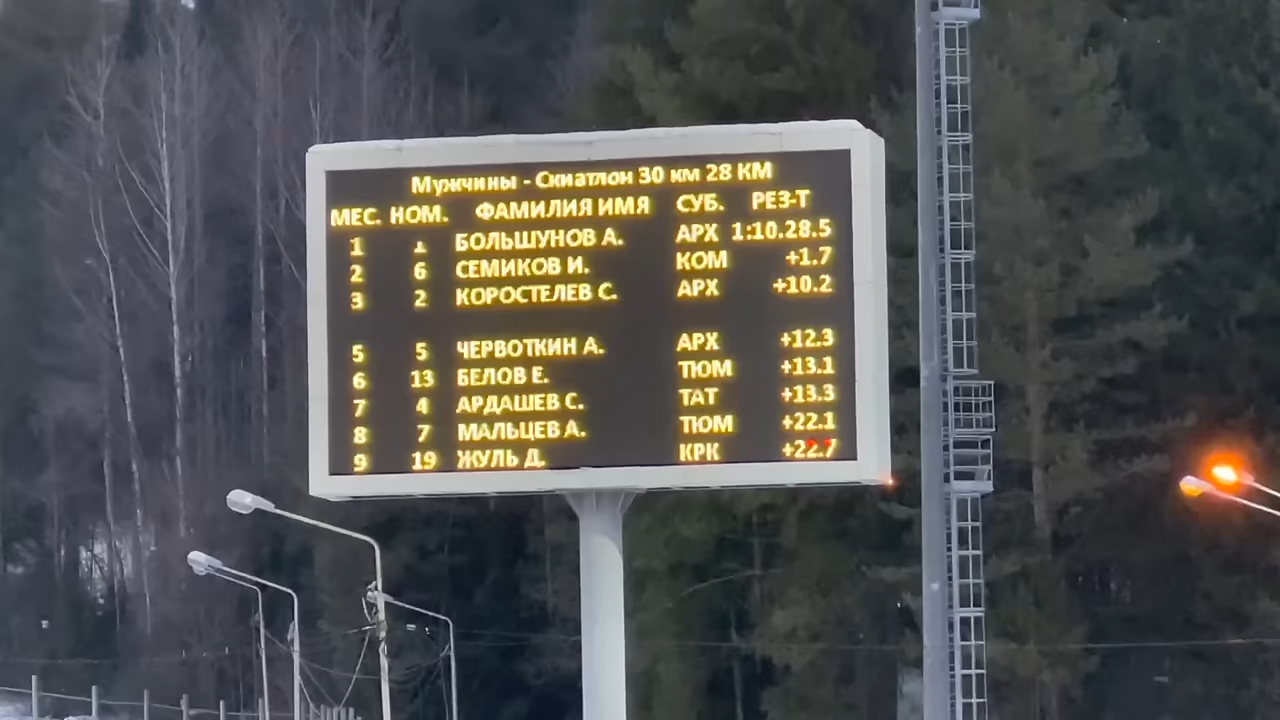 Мужчины - Скиатлон 30 км 28 КМ
МЕС. НОМ. ФАМИЛИЯ ИМЯ СУБ. РЕЗ-Т
1 1 БОЛЬШУНОВ А. АРХ 1:10.28.5
2 6 СЕМИКОВ И. КОМ +1.7
3 2 КОРОСТЕЛЕВ С. АРХ +10.2
5 5 ЧЕРВОТКИН А. АРХ +12.3
6 13 БЕЛОВ Е. ТЮМ +13.1
7 4 АРДАШЕВ С. ТАТ +13.3
8 7 МАЛЬЦЕВ А. ТЮМ +22.1
9 19 ЖУЛЬ Д. КРК +22.7